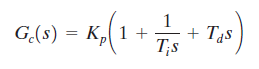 G_c(s) = K_p(1 + 1/(T_i s) + T_d s)